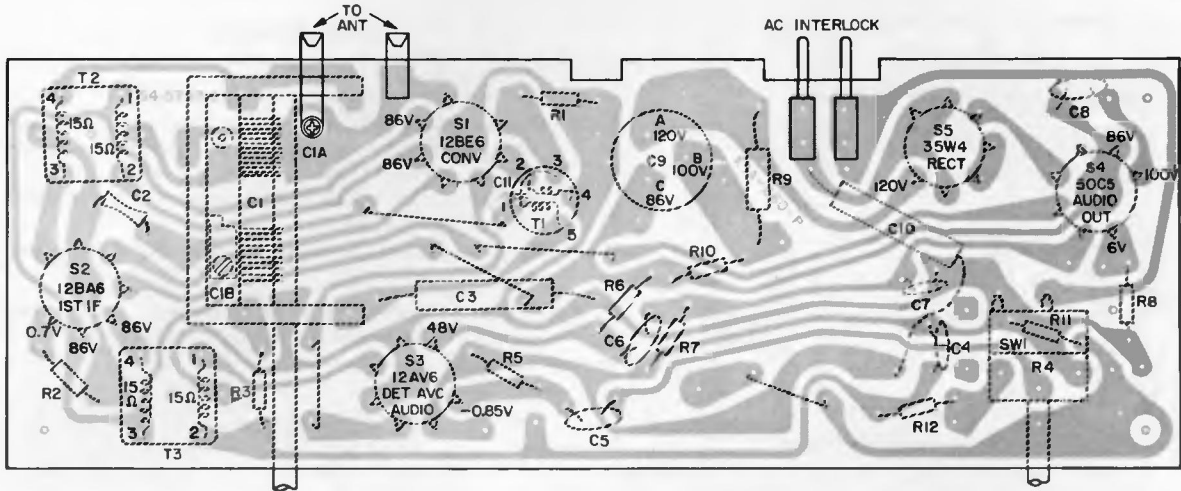 TO
ANT
AC INTERLOCK
T2
4
1
15Ω
15Ω
3
2
C2
C1A
C1
C1B
86V
86V
S1
12BE6
CONV
R1
C11
2
3
1
4
T1
5
A
120V
C9
B
100V
C
86V
R9
S5
35W4
RECT
120V
C8
86V
S4
50C5
AUDIO
OUT
100V
6V
C10
S2
12BA6
1ST IF
0.7V
86V
86V
R2
C3
R6
R10
C6
R7
C7
C4
R11
SW1
R4
R8
4
1
15
Ω
15Ω
3
2
T3
R3
48V
S3
12AV6
DET AVC
AUDIO
-0.85V
R5
C5
R12